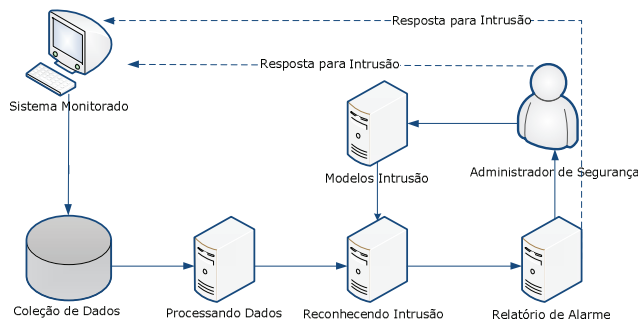 Resposta para Intrusão
Resposta para Intrusão
Sistema Monitorado
Modelos Intrusão
Administrador de Segurança
Coleção de Dados
Processando Dados
Reconhecendo Intrusão
Relatório de Alarme